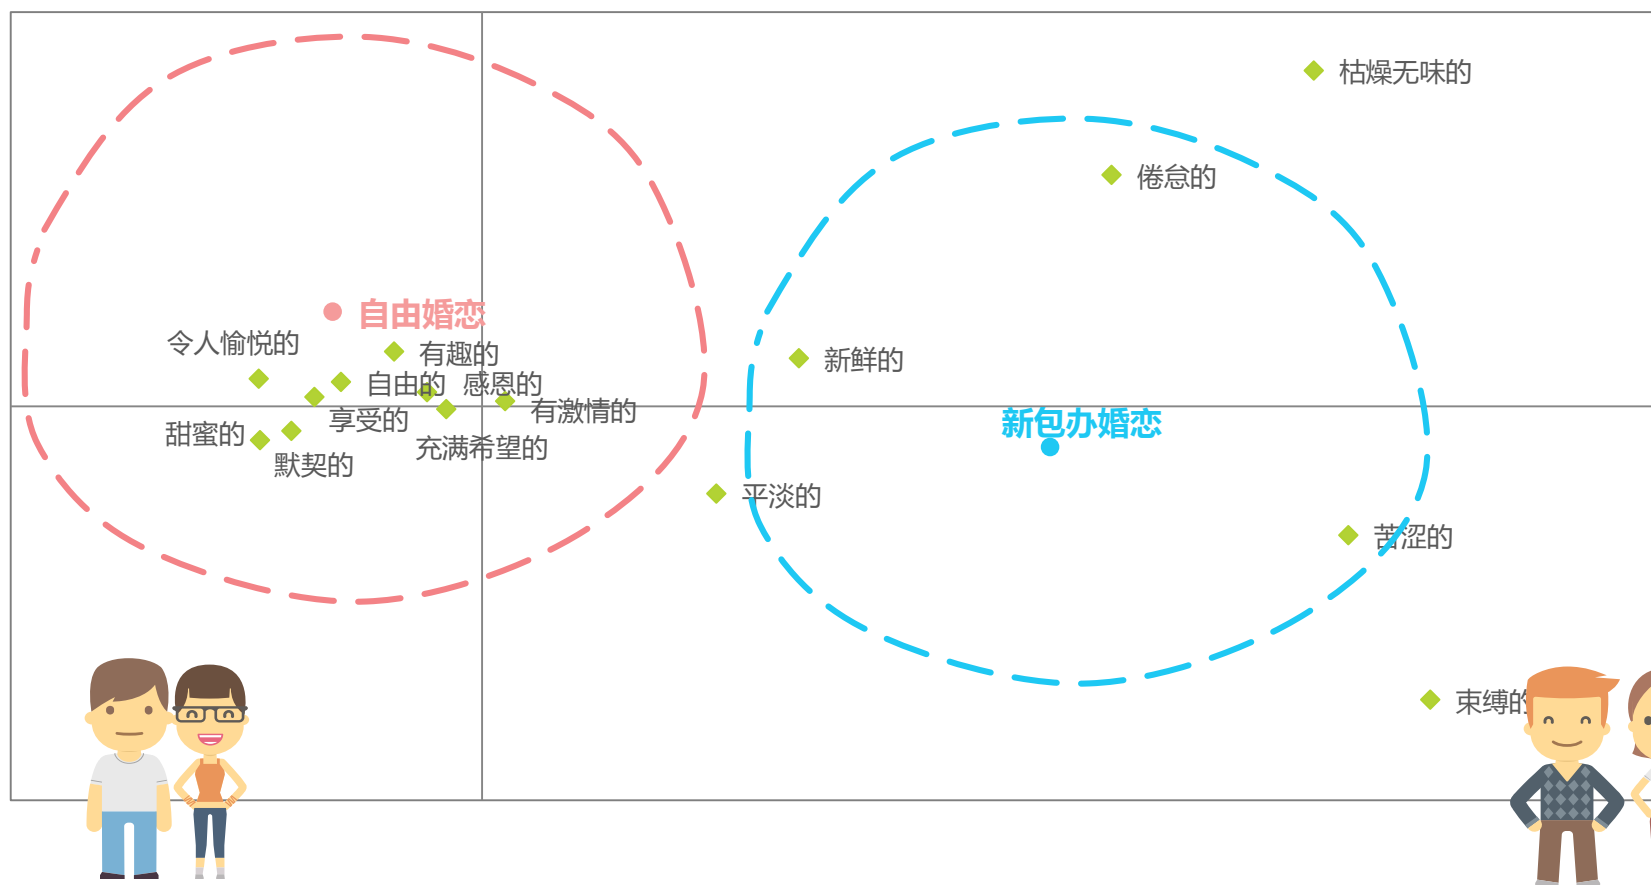 枯燥无味的
倦怠的
自由婚恋
令人愉悦的
有趣的
新鲜的
自由的
感恩的
有激情的
享受的
新包办婚恋
甜蜜的
充满希望的
默契的
平淡的
苦涩的
束缚的